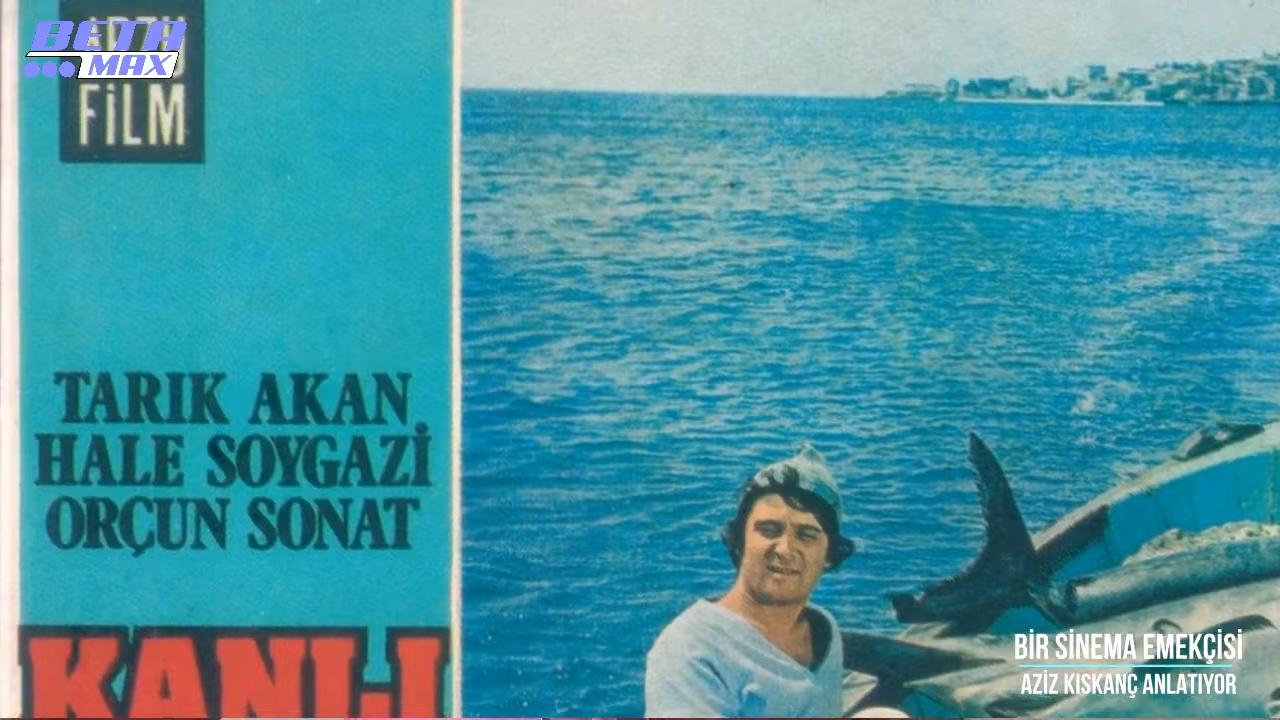 BETA
MAX
FİLM
TARIK AKAN
HALE SOYGAZİ
ORÇUN SONAT
KANLI
BİR SİNEMA EMEKÇİSİ
AZİZ KISKANÇ ANLATIYOR